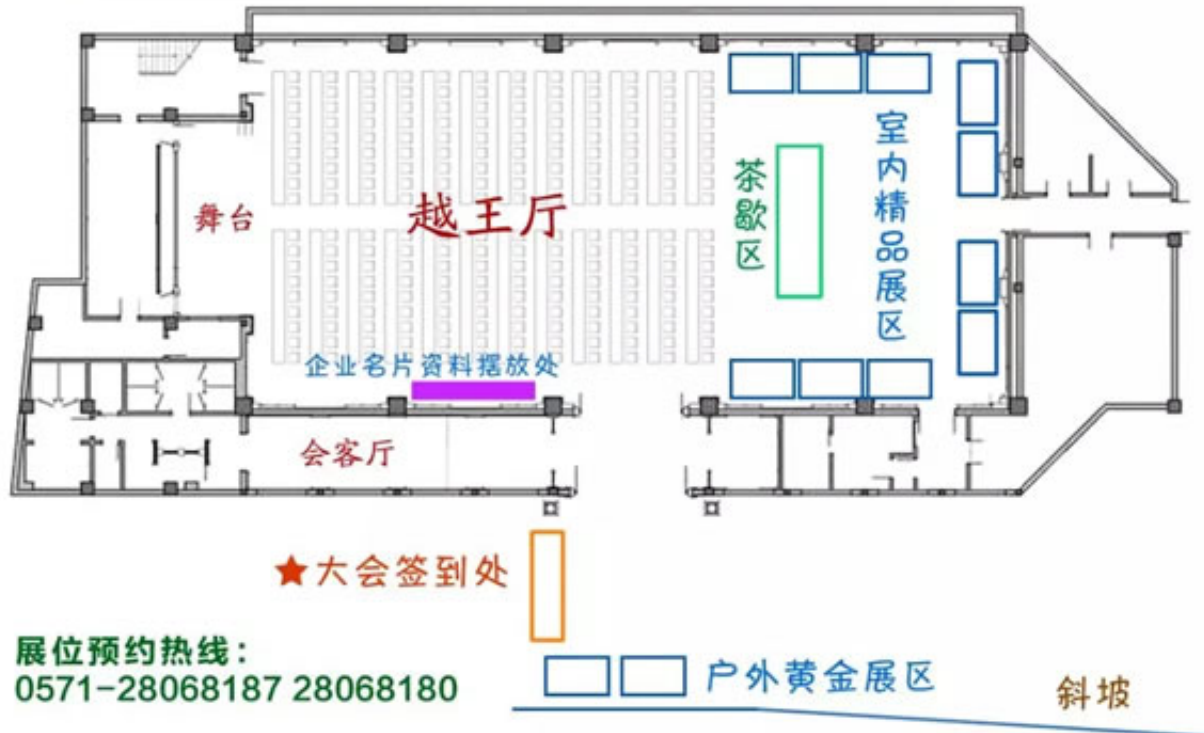 室内精品展区
茶歇区
舞台
越王厅
企业名片资料摆放处
会客厅
★大会签到处
展位预约热线：
0571-28068187 28068180
户外黄金展区
斜坡